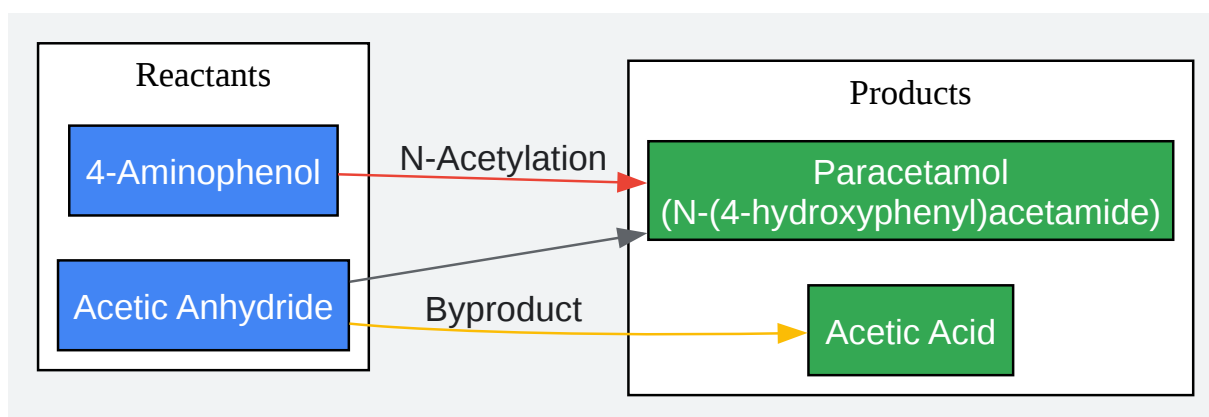 Reactants
4-Aminophenol
Acetic Anhydride
N-Acetylation
Byproduct
Products
Paracetamol
(N-(4-hydroxyphenyl)acetamide)
Acetic Acid